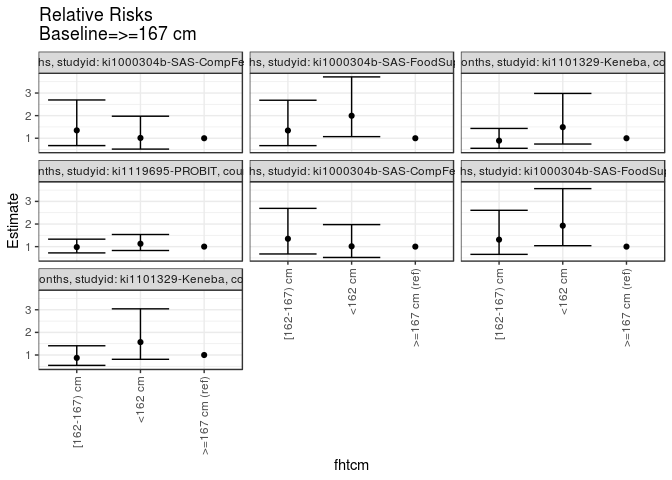 Relative Risks
Baseline=>=167 cm
hs, studyid: ki1000304b-SAS-CompFe
hs, studyid: ki1000304b-SAS-FoodSu
onths, studyid: ki1101329-Keneba, co
3
2
1
nths, studyid: ki1119695-PROBIT, cou
hs, studyid: ki1000304b-SAS-CompFe
hs, studyid: ki1000304b-SAS-FoodSu
3
2
1
Estimate
onths, studyid: ki1101329-Keneba, co
3
2
1
[162-167) cm
<162 cm
>=167 cm (ref)
[162-167) cm
<162 cm
>=167 cm (ref)
[162-167) cm
<162 cm
>=167 cm (ref)
fhtcm